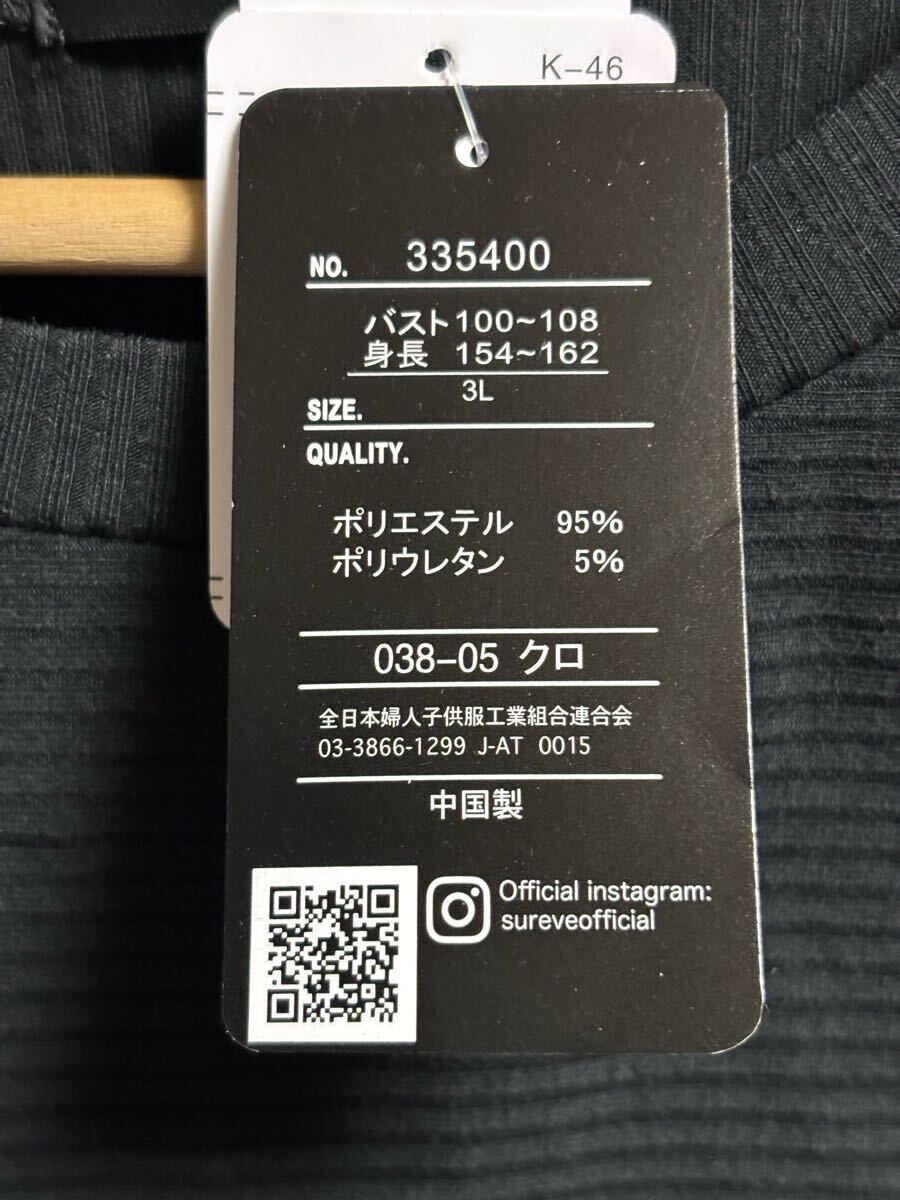 K-46
NO. 335400
バスト100~108
身長 154~162
3L
SIZE.
QUALITY.
ポリエステル 95%
ポリウレタン 5%
038-05 クロ
全日本婦人子供服工業組合連合会
03-3866-1299 J-AT 0015
中国製
Official instagram:
sureveofficial